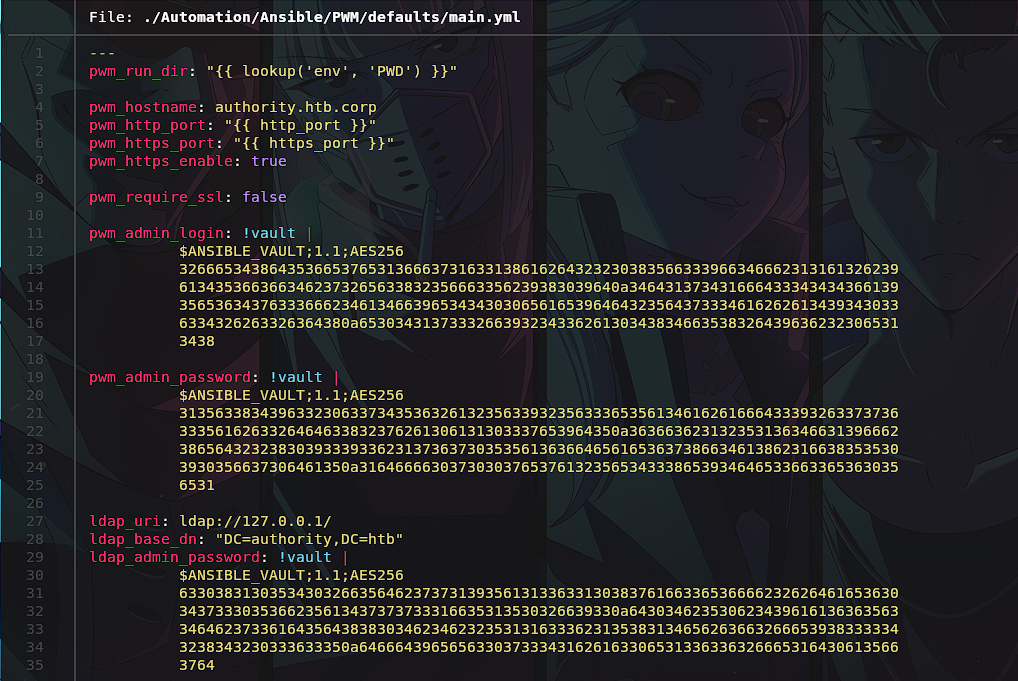 File: ./Automation/Ansible/PWM/defaults/main.yml
1 ---
2 pwm_run_dir: "{{ lookup('env', 'PWD') }}"
3
4 pwm_hostname: authority.htb.corp
5 pwm_http_port: "{{ http_port }}"
6 pwm_https_port: "{{ https_port }}"
7 pwm_https_enable: true
8
9 pwm_require_ssl: false
10
11 pwm_admin_login: !vault |
12 $ANSIBLE_VAULT;1.1;AES256
13 32666534386435366537653136663731633138616264323230383566333966346662313161326239
14 6134353663663462373265633832356663356239383039640a346431373431666433343434366139
15 35653634376333666234613466396534343030656165396464323564373334616262613439343033
16 6334326263326364380a653034313733326639323433626130343834663538326439636232306531
17 3438
18
19 pwm_admin_password: !vault |
20 $ANSIBLE_VAULT;1.1;AES256
21 31356338343963323063373435363261323563393235633365356134616261666433393263373736
22 3335616263326464633832376261306131303337653964350a363663623132353136346631396662
23 38656432323830393339336231373637303535613636646561653637386634613862316638353530
24 3930356637306461350a316466663037303037653761323565343338653934646533663365363035
25 6531
26
27 ldap_uri: ldap://127.0.0.1/
28 ldap_base_dn: "DC=authority,DC=htb"
29 ldap_admin_password: !vault |
30 $ANSIBLE_VAULT;1.1;AES256
31 63303831303534303266356462373731393561313366331303837616633653666623262646165 3630
32 3437333035366235613437373733316635313530326639330a643034623530623439616136363563
33 34646237336164356438383034623462323531316333623135383134656263663266653938333334
34 3238343230333633350a646664396565633037333431626163306531336336326665316430613566
35 3764